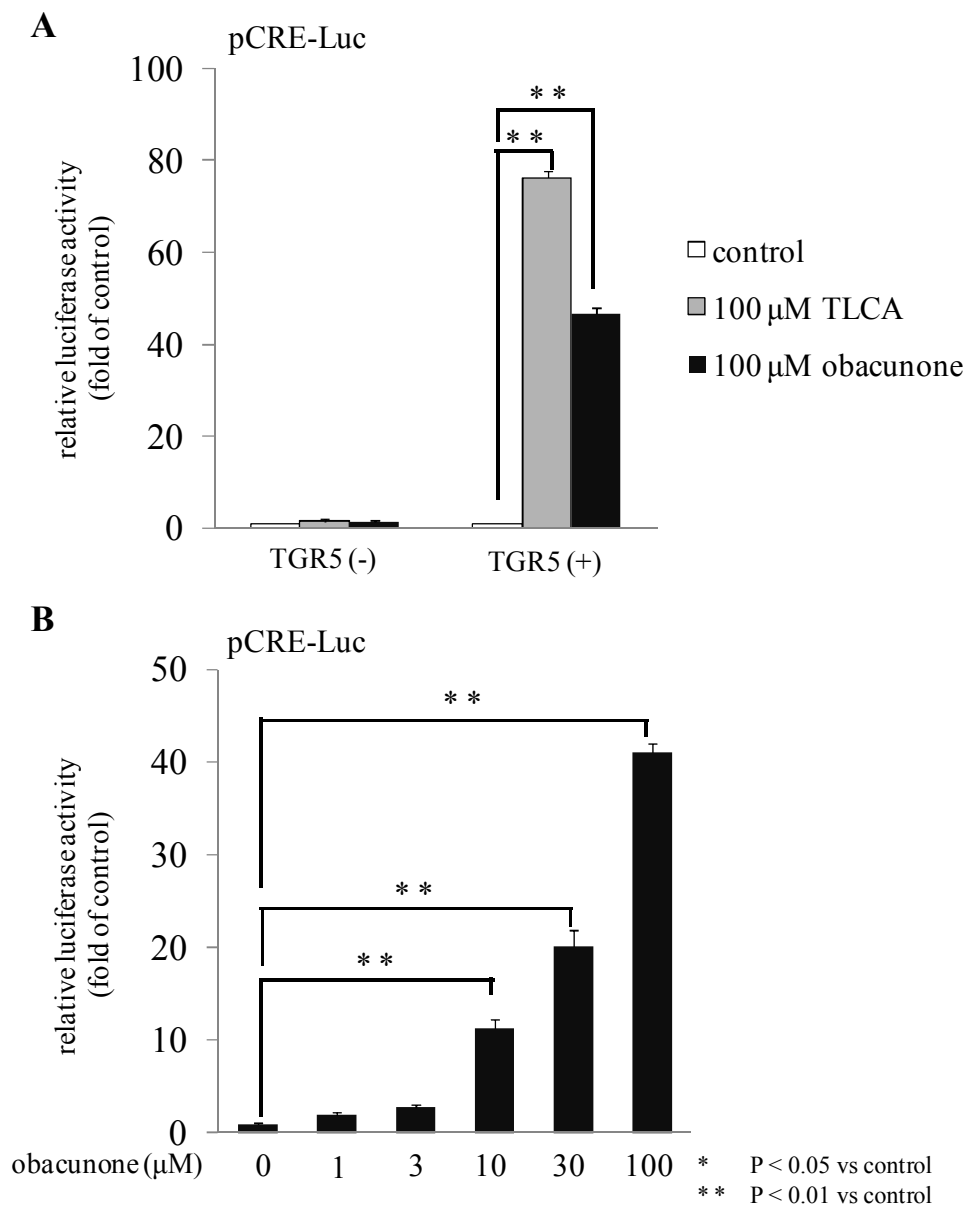 A
pCRE-Luc
relative luciferase activity
(fold of control)
100
80
60
40
20
0
* *
* *
TGR5 (-)
TGR5 (+)
control
100 μM TLCA
100 μM obacunone
B
pCRE-Luc
relative luciferase activity
(fold of control)
50
40
30
20
10
0
* *
* *
* *
obacunone (μM) 0 1 3 10 30 100
* P < 0.05 vs control
* * P < 0.01 vs control